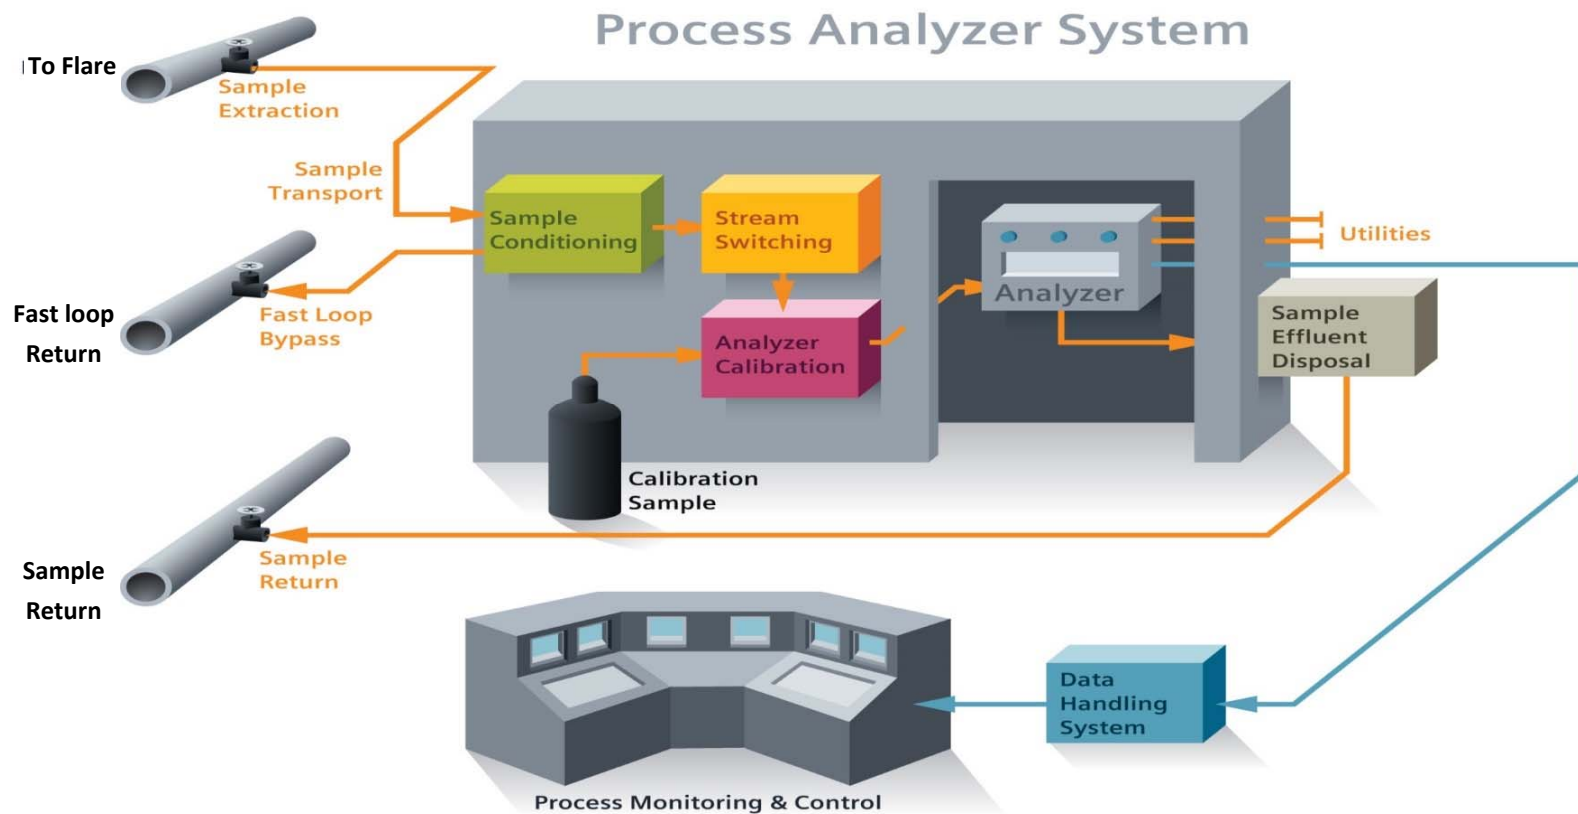 Process Analyzer System
To Flare
Sample
Extraction
Sample
Transport
Sample
Conditioning
Stream
Switching
Utilities
Analyzer
Fast loop
Return
Fast Loop
Bypass
Analyzer
Calibration
Sample
Effluent
Disposal
Calibration
Sample
Sample
Return
Sample
Return
Data
Handling
System
Process Monitoring & Control